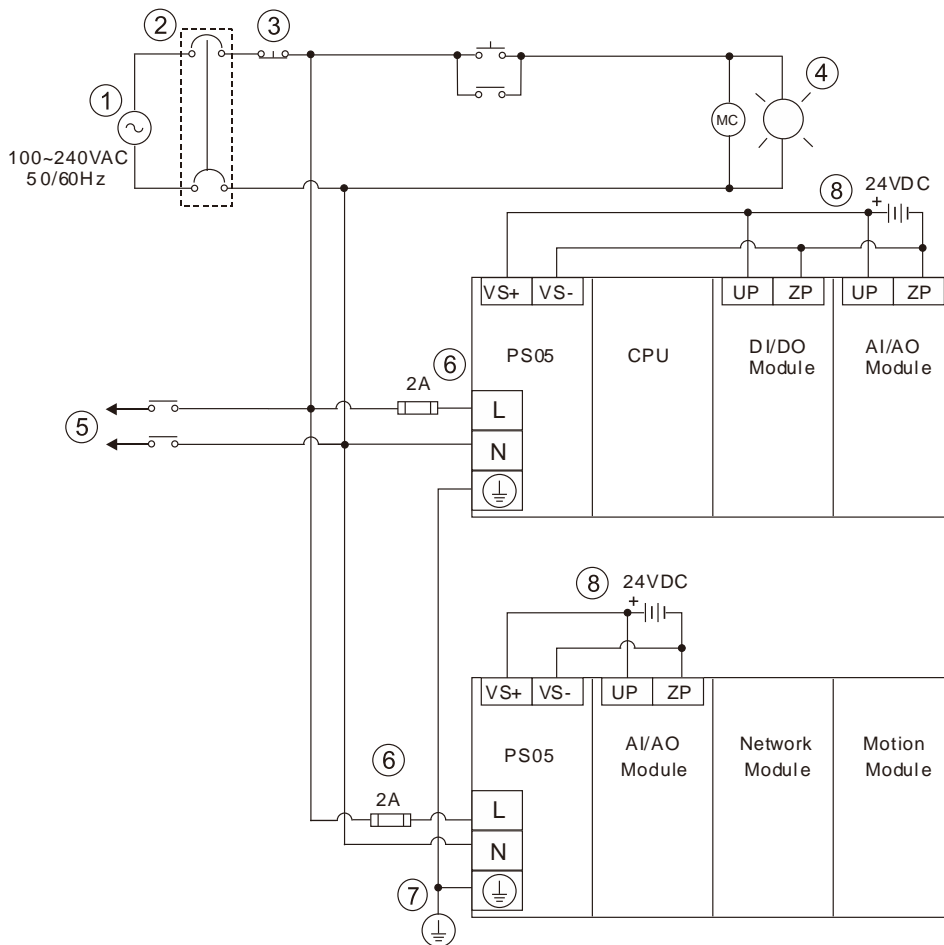 ② ③
①
100~240VAC
50/60Hz
④
MC
⑧ 24VDC
+
VS+ VS- UP ZP UP ZP
PS05 CPU DI/DO Module AI/AO Module
⑥
2A
L
⑤
N
⑧ 24VDC
+
VS+ VS- UP ZP
PS05 AI/AO Module Network Module Motion Module
⑥
2A
L
N
⑦